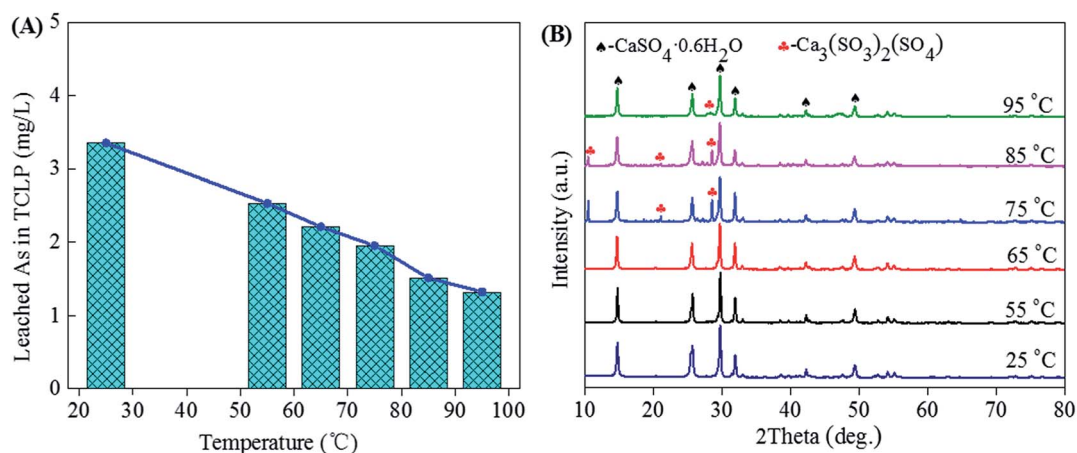 (A)
Leached As in TCLP (mg/L)
5
4
3
2
1
0
20 30 40 50 60 70 80 90 100
Temperature (℃)
(B)
♠-CaSO₄·0.6H₂O ♣-Ca₃(SO₃)₂(SO₄)
Intensity (a.u.)
95 °C
85 °C
75 °C
65 °C
55 °C
25 °C
10 20 30 40 50 60 70 80
2Theta (deg.)